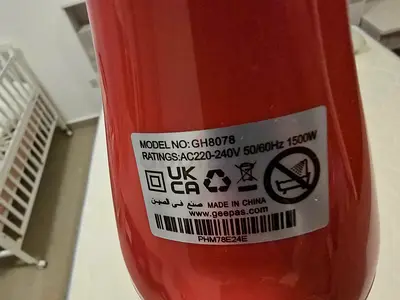 MODEL NO: GH8078
RATINGS:AC220-240V 50/60Hz 1500W
UK
CA
صنع في الصين MADE IN CHINA
www.geepas.com
PHM78E24E